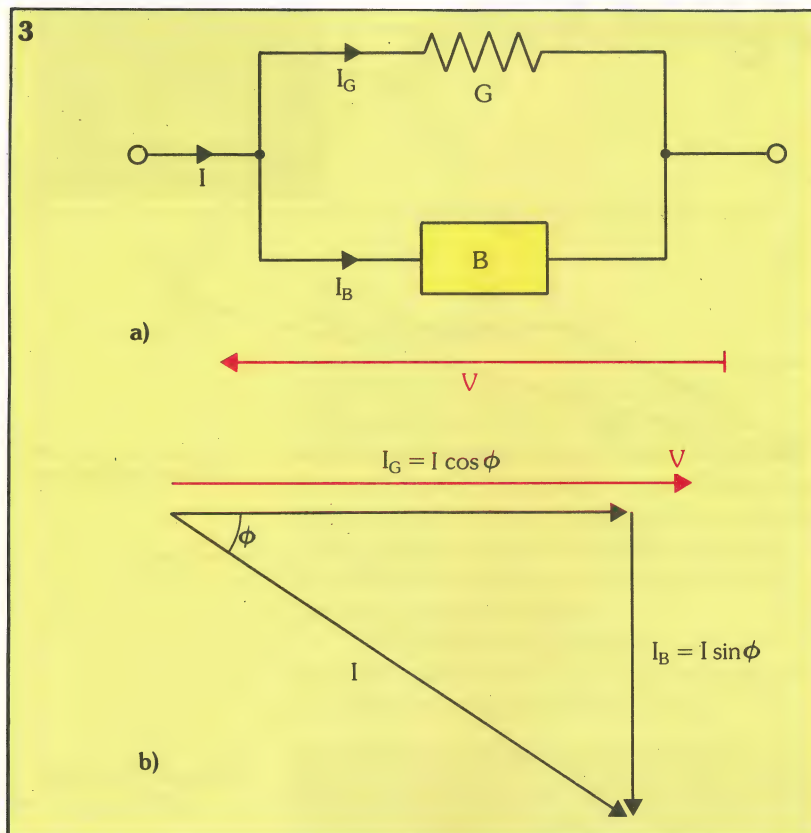 3
I_G
G
I
B
I_B
a)
V
I_G = I cos ϕ
V
ϕ
I_B = I sin ϕ
I
b)